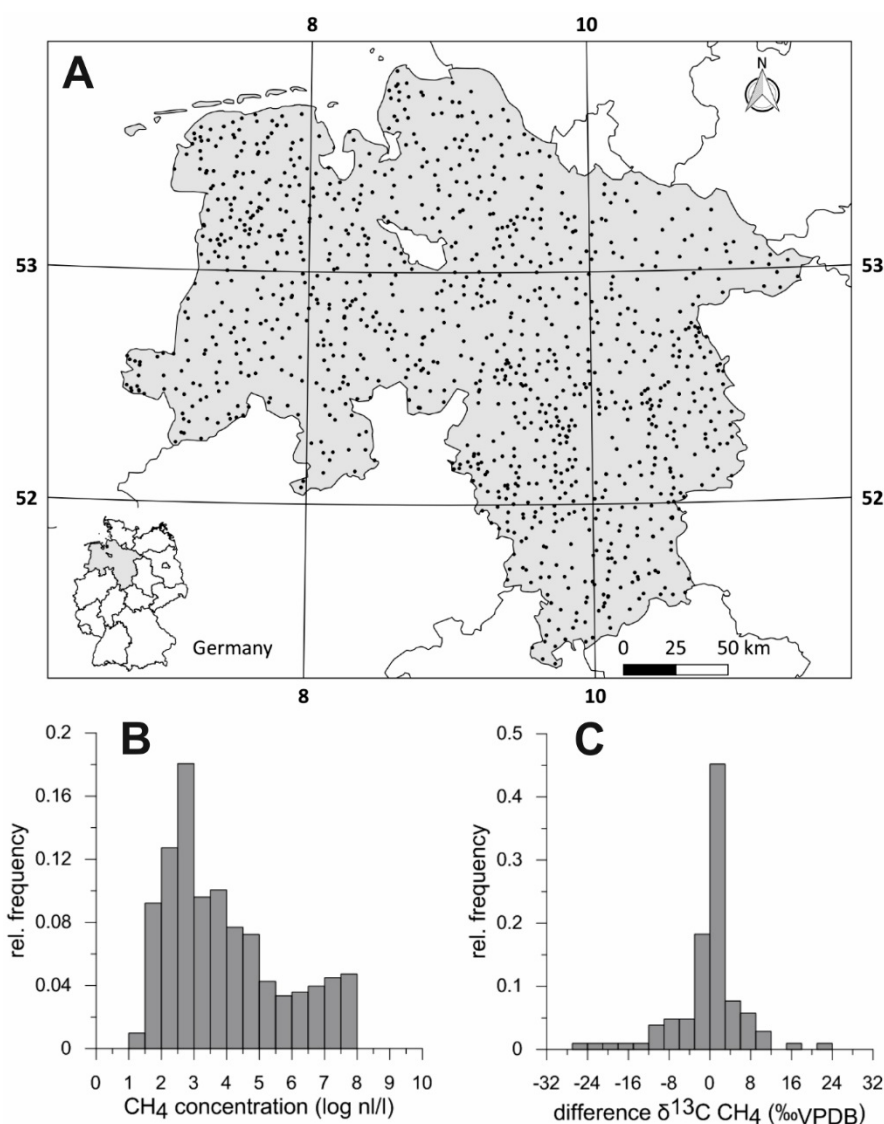 8 10
A
N
53 53
52 52
Germany
0 25 50 km
8 10
B
0.2
0.16
0.12
0.08
0.04
0
rel. frequency
0 1 2 3 4 5 6 7 8 9 10
CH4 concentration (log nl/l)
C
0.5
0.4
0.3
0.2
0.1
0
rel. frequency
-32 -24 -16 -8 0 8 16 24 32
difference δ13C CH4 (‰VPDB)